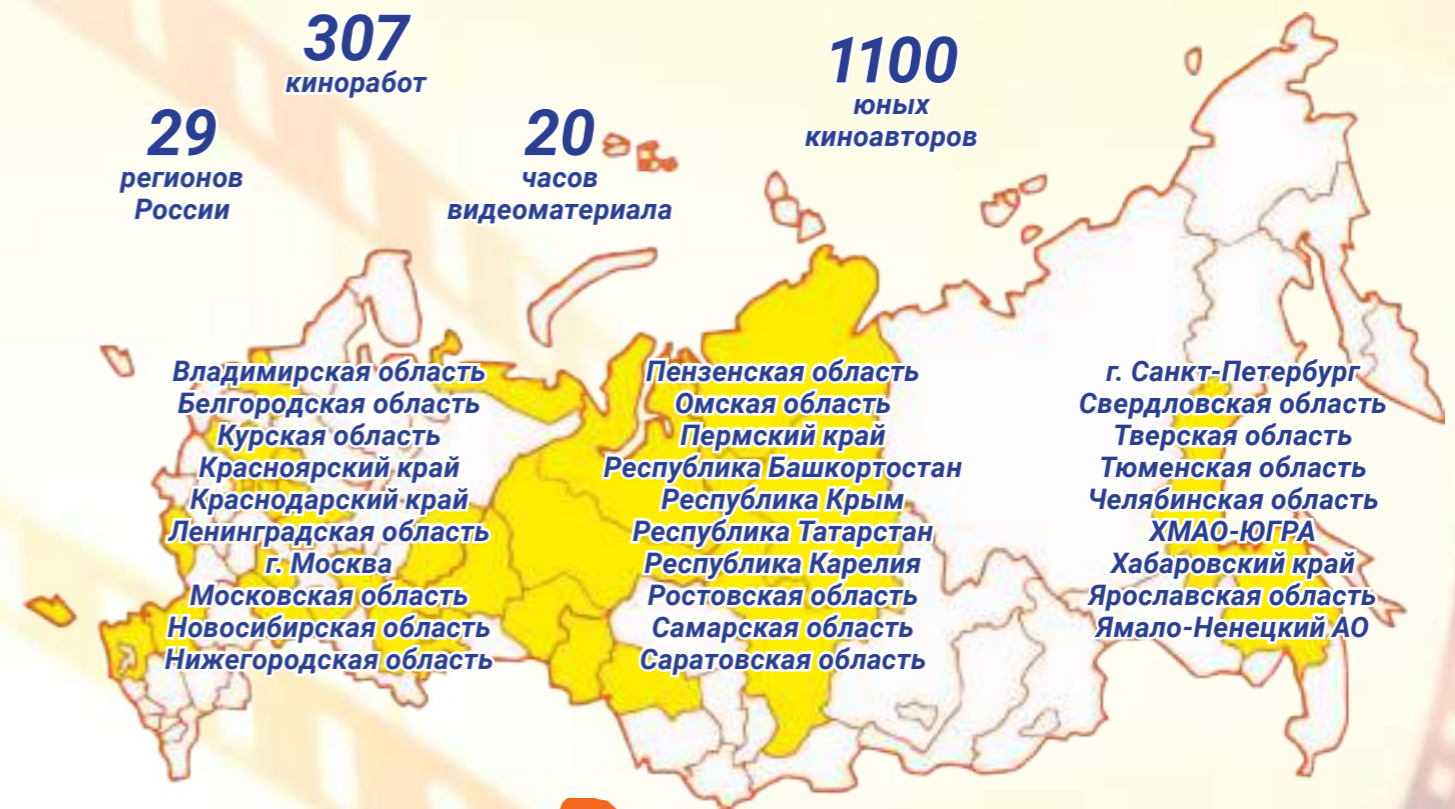 307
киноработ
1100
юных
киноавторов
29
регионов
России
20
часов
видеоматериала
Владимирская область
Белгородская область
Курская область
Красноярский край
Краснодарский край
Ленинградская область
г. Москва
Московская область
Новосибирская область
Нижегородская область
Пензенская область
Омская область
Пермский край
Республика Башкортостан
Республика Крым
Республика Татарстан
Республика Карелия
Ростовская область
Самарская область
Саратовская область
г. Санкт-Петербург
Свердловская область
Тверская область
Тюменская область
Челябинская область
ХМАО-ЮГРА
Хабаровский край
Ярославская область
Ямало-Ненецкий АО